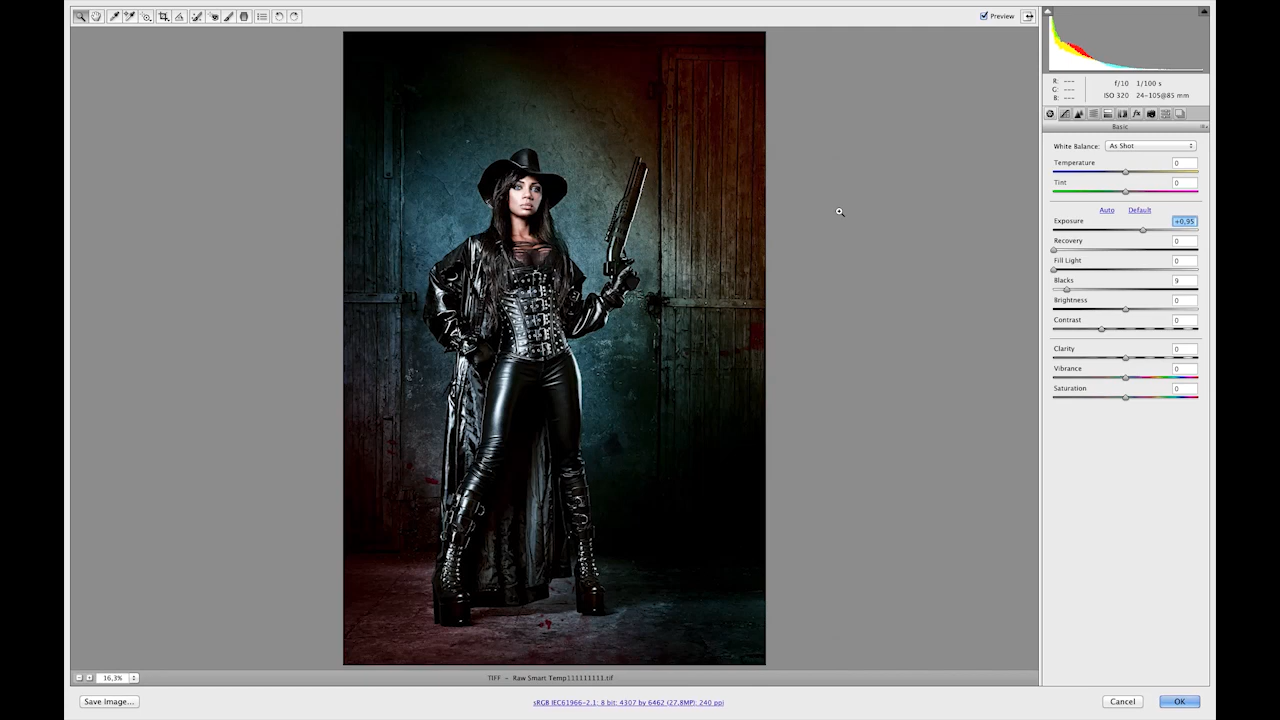 Preview
R: ---
G: ---
B: ---
f/10 1/100 s
ISO 320 24-105@85 mm
Basic
White Balance: As Shot
Temperature 0
Tint 0
Auto Default
Exposure +0,95
Recovery 0
Fill Light 0
Blacks 9
Brightness 0
Contrast 0
Clarity 0
Vibrance 0
Saturation 0
16,3%
TIFF - Raw Smart Temp111111111.tif
Save Image...
sRGB IEC61966-2.1; 8 bit; 4307 by 6462 (27,8MP); 240 ppi
Cancel
OK